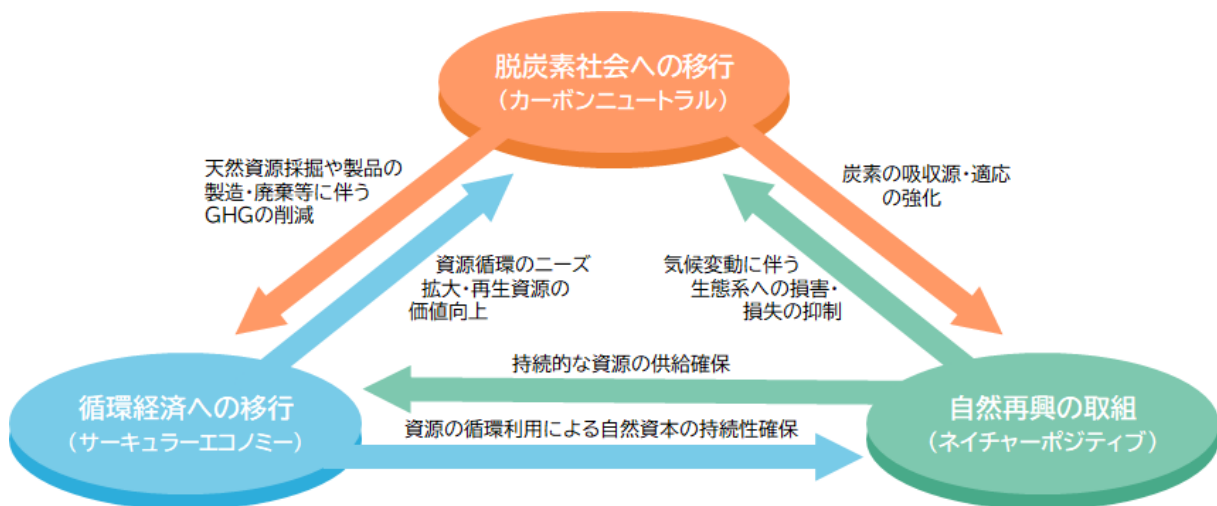 脱炭素社会への移行
（カーボンニュートラル）
天然資源採掘や製品の
製造・廃棄等に伴う
GHGの削減
炭素の吸収源・適応
の強化
資源循環のニーズ
拡大・再生資源の
価値向上
気候変動に伴う
生態系への損害・
損失の抑制
持続的な資源の供給確保
循環経済への移行
（サーキュラーエコノミー）
資源の循環利用による自然資本の持続性確保
自然再興の取組
（ネイチャーポジティブ）